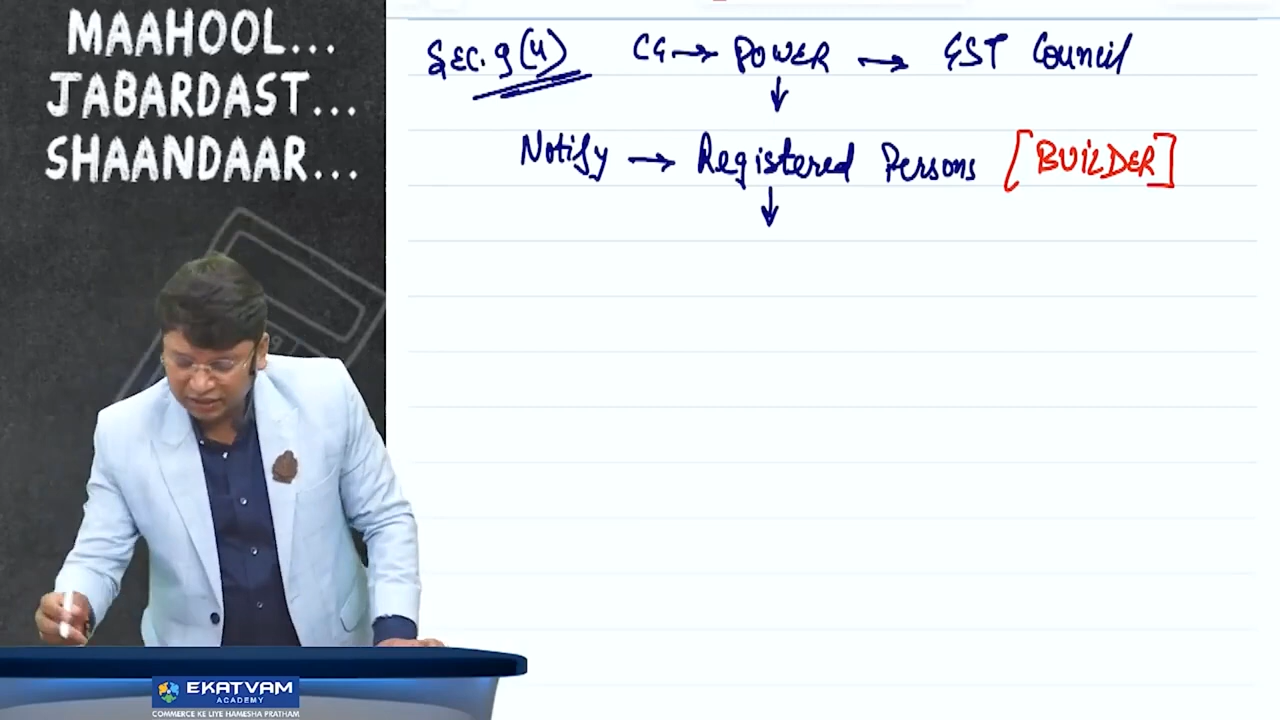 MAAHOOL...
JABARDAST...
SHAANDAAR...
SEC. 9(4) CG → POWER → GST Council
↓
Notify → Registered Persons [BUILDER]
↓
EKATVAM
ACADEMY
COMMERCE KE LIYE HAMESHA PRATHAM